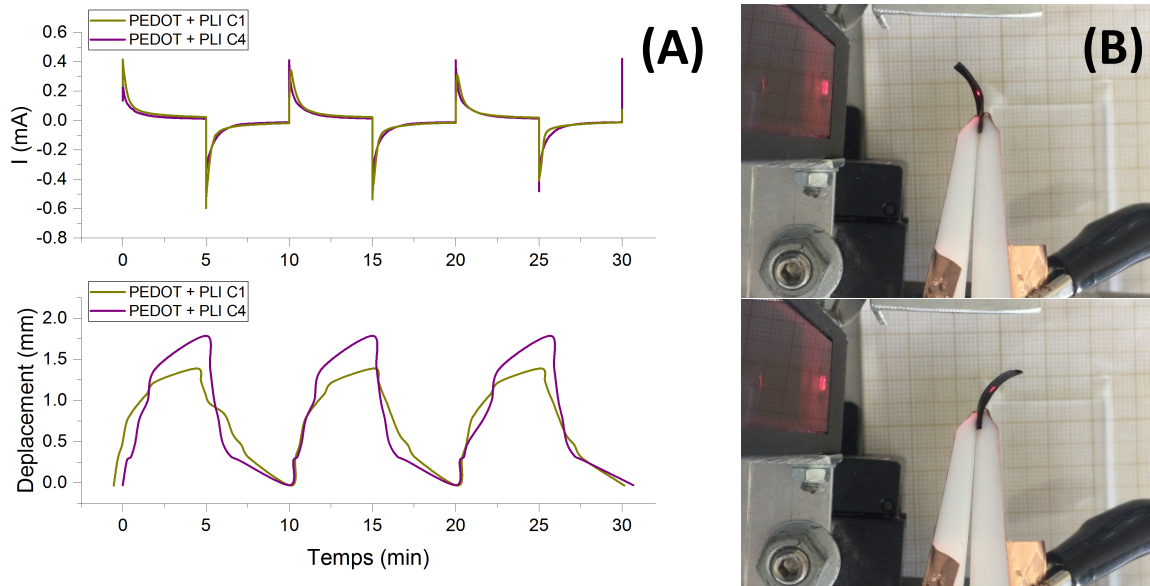 PEDOT + PLI C1
PEDOT + PLI C4
(A)
(B)
I (mA)
0.6
0.4
0.2
0.0
-0.2
-0.4
-0.6
-0.8
0 5 10 15 20 25 30
PEDOT + PLI C1
PEDOT + PLI C4
Deplacement (mm)
2.0
1.5
1.0
0.5
0.0
0 5 10 15 20 25 30
Temps (min)